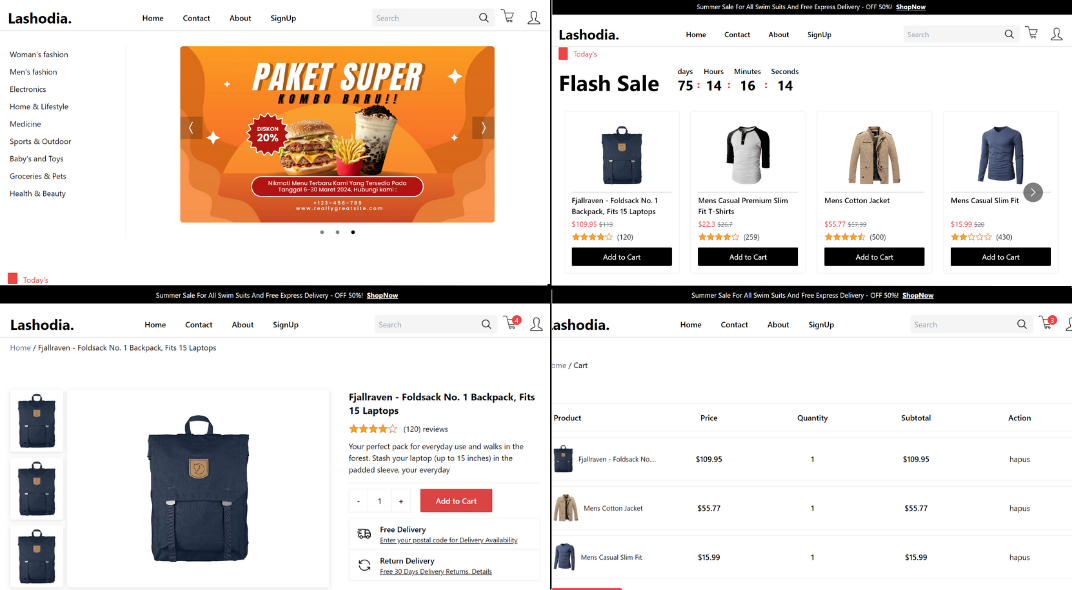 Lashodia.
Home Contact About SignUp
Search
Woman's fashion
Men's fashion
Electronics
Home & Lifestyle
Medicine
Sports & Outdoor
Baby's and Toys
Groceries & Pets
Health & Beauty
PAKET SUPER
KOMBO BARU!!
DISKON
20%
Nikmati Menu Terbaru Kami Yang Tersedia Pada
Tanggal 6-30 Maret 2024. Hubungi kami :
+123-456-789
www.reallygreatsite.com
Today's
Summer Sale For All Swim Suits And Free Express Delivery - OFF 50%! ShopNow
Lashodia.
Home Contact About SignUp
Search
Today's
Flash Sale
days Hours Minutes Seconds
75 : 14 : 16 : 14
Fjallraven - Foldsack No. 1
Backpack, Fits 15 Laptops
$109,95 $119
(120)
Add to Cart
Mens Casual Premium Slim
Fit T-Shirts
$22.3 $26.7
(259)
Add to Cart
Mens Cotton Jacket
$55.77 $57.99
(500)
Add to Cart
Mens Casual Slim Fit
$15.99 $20
(430)
Add to Cart
Summer Sale For All Swim Suits And Free Express Delivery - OFF 50%! ShopNow
Lashodia.
Home Contact About SignUp
Search
4
Home / Fjallraven - Foldsack No. 1 Backpack, Fits 15 Laptops
Fjallraven - Foldsack No. 1 Backpack, Fits
15 Laptops
(120) reviews
Your perfect pack for everyday use and walks in the
forest. Stash your laptop (up to 15 inches) in the
padded sleeve, your everyday
- 1 +
Add to Cart
Free Delivery
Enter your postal code for Delivery Availability
Return Delivery
Free 30 Days Delivery Returns. Details
Summer Sale For All Swim Suits And Free Express Delivery - OFF 50%! ShopNow
ashodia.
Home Contact About SignUp
Search
3
ome / Cart
Product Price Quantity Subtotal Action
Fjallraven - Foldsack No.... $109.95 1 $109.95 hapus
Mens Cotton Jacket $55.77 1 $55.77 hapus
Mens Casual Slim Fit $15.99 1 $15.99 hapus